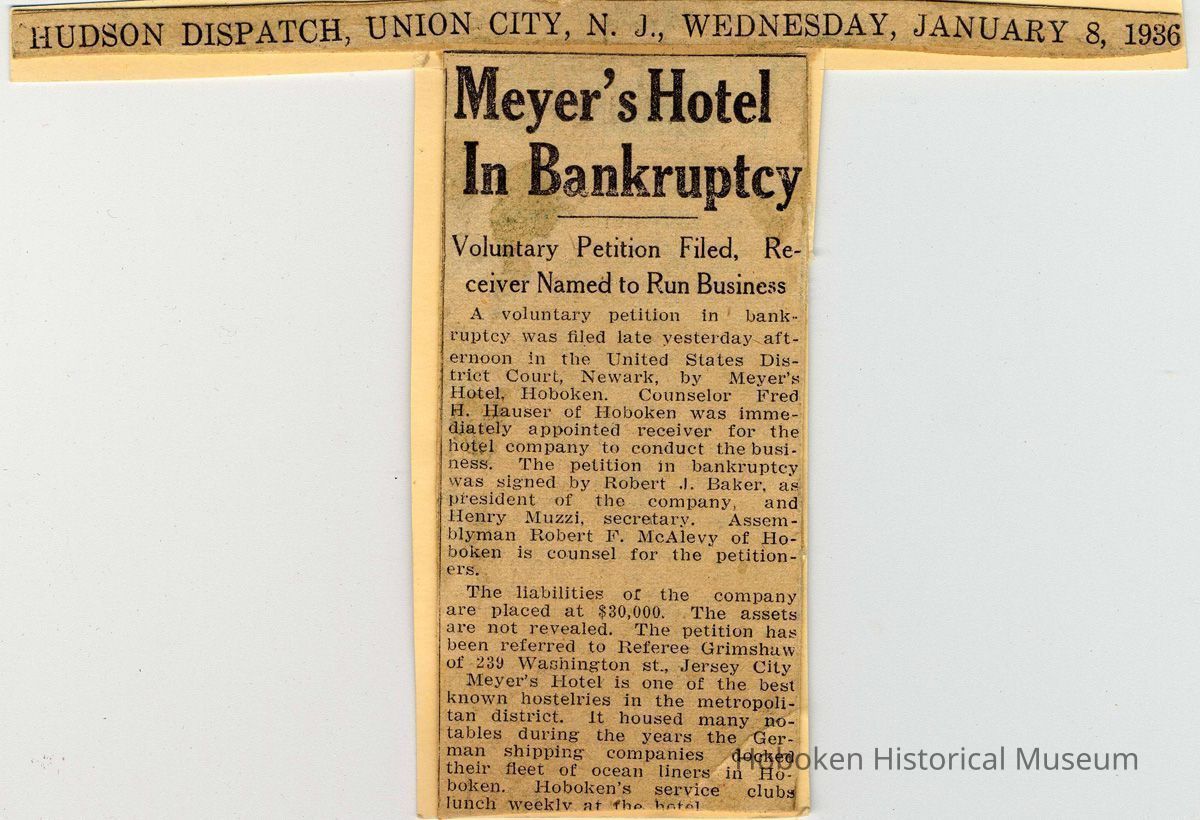 HUDSON DISPATCH, UNION CITY, N. J., WEDNESDAY, JANUARY 8, 1936
Meyer's Hotel
In Bankruptcy
Voluntary Petition Filed, Re-
ceiver Named to Run Business
A voluntary petition in bank-
ruptcy was filed late yesterday aft-
ernoon in the United States Dis-
trict Court, Newark, by Meyer's
Hotel, Hoboken. Counselor Fred
H. Hauser of Hoboken was imme-
diately appointed receiver for the
hotel company to conduct the busi-
ness. The petition in bankruptcy
was signed by Robert J. Baker, as
president of the company, and
Henry Muzzi, secretary. Assem-
blyman Robert F. McAlevy of Ho-
boken is counsel for the petition-
ers.
The liabilities of the company
are placed at $30,000. The assets
are not revealed. The petition has
been referred to Referee Grimshaw
of 239 Washington st., Jersey City
Meyer's Hotel is one of the best
known hostelries in the metropoli-
tan district. It housed many no-
tables during the years the Ger-
man shipping companies docked
their fleet of ocean liners in Ho-
boken. Hoboken's service clubs
lunch weekly at the hotel
Hoboken Historical Museum